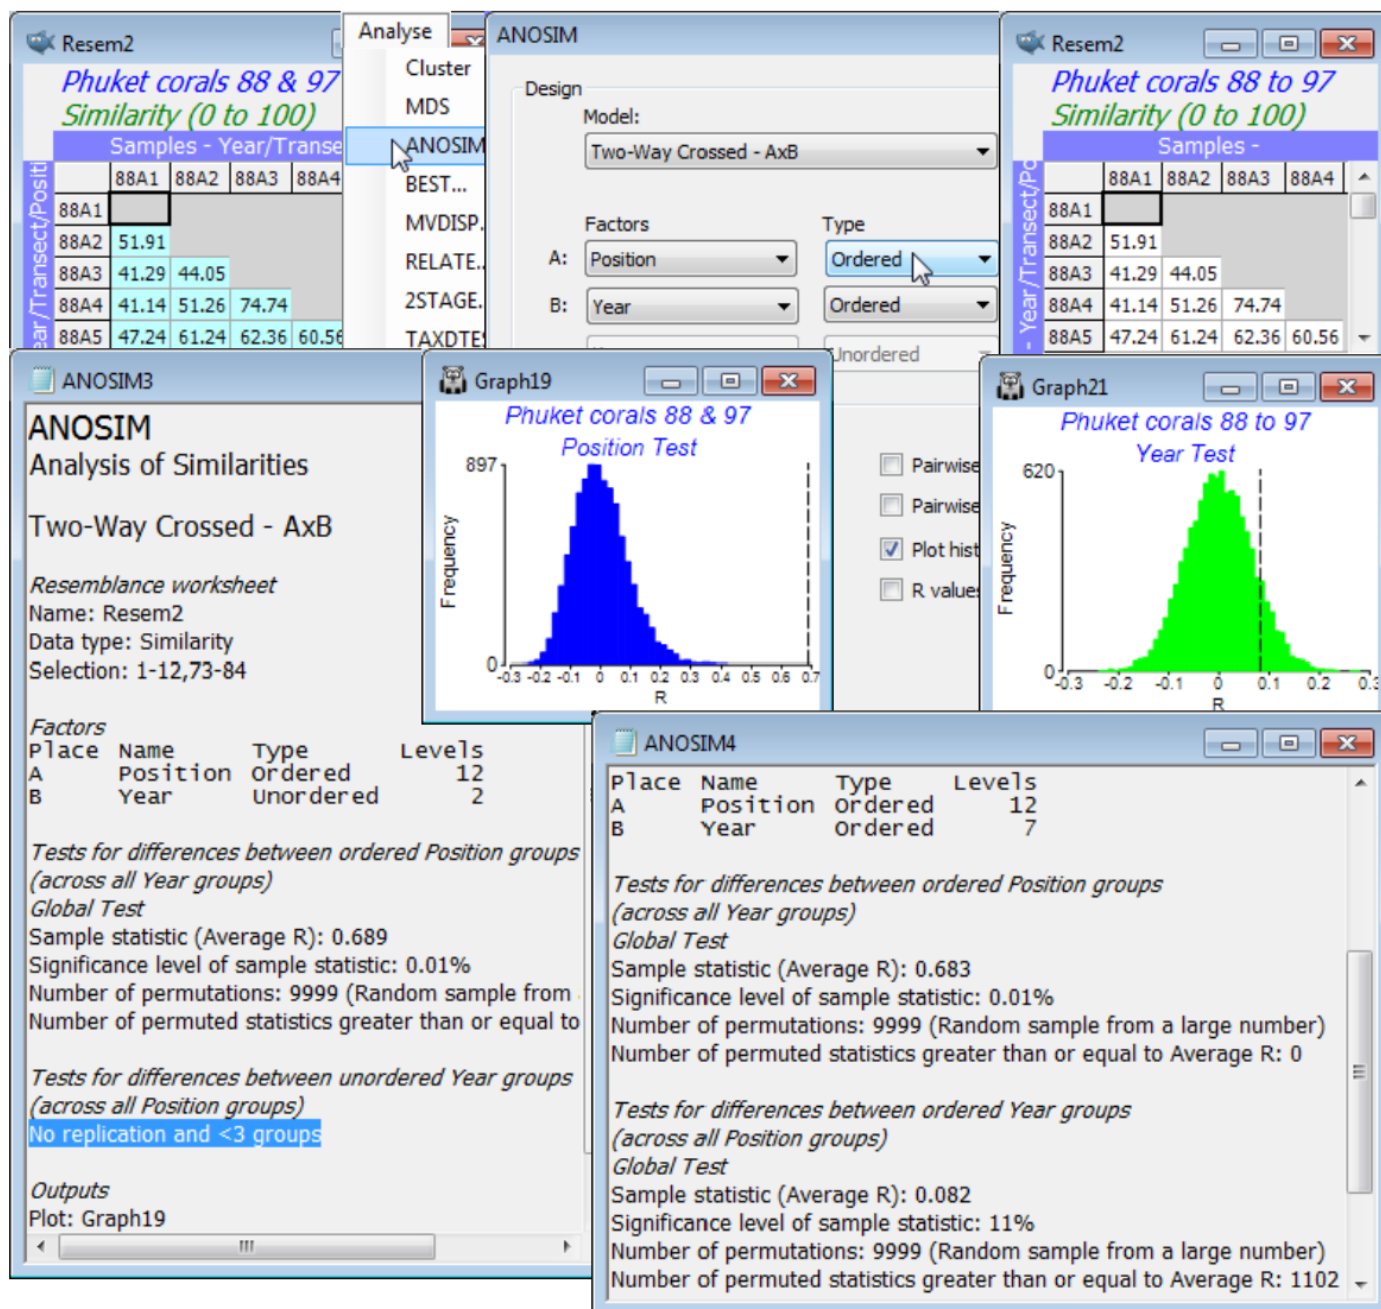 Resem2
Phuket corals 88 & 97
Similarity (0 to 100)
Samples - Year/Transe
88A1 88A2 88A3 88A4
88A1
88A2 51.91
88A3 41.29 44.05
88A4 41.14 51.26 74.74
88A5 47.24 61.24 62.36 60.56
ear/Transect/Positi
Analyse
Cluster
MDS
ANOSIM
BEST...
MVDISP.
RELATE..
2STAGE.
TAXDTES
ANOSIM
Design
Model:
Two-Way Crossed - AxB
Factors Type
A: Position Ordered
B: Year Ordered
Unordered
Pairwise
Pairwise
Plot hist
R values
Resem2
Phuket corals 88 to 97
Similarity (0 to 100)
Samples -
88A1 88A2 88A3 88A4
88A1
88A2 51.91
88A3 41.29 44.05
88A4 41.14 51.26 74.74
88A5 47.24 61.24 62.36 60.56
- Year/Transect/Po
ANOSIM3
ANOSIM
Analysis of Similarities
Two-Way Crossed - AxB
Resemblance worksheet
Name: Resem2
Data type: Similarity
Selection: 1-12,73-84
Factors
Place Name Type Levels
A Position Ordered 12
B Year Unordered 2
Tests for differences between ordered Position groups
(across all Year groups)
Global Test
Sample statistic (Average R): 0.689
Significance level of sample statistic: 0.01%
Number of permutations: 9999 (Random sample from
Number of permuted statistics greater than or equal to
Tests for differences between unordered Year groups
(across all Position groups)
No replication and <3 groups
Outputs
Plot: Graph19
Graph19
Phuket corals 88 & 97
Position Test
897
Frequency
0
-0.3 -0.2 -0.1 0 0.1 0.2 0.3 0.4 0.5 0.6 0.7
R
Graph21
Phuket corals 88 to 97
Year Test
620
Frequency
0
-0.3 -0.2 -0.1 0 0.1 0.2 0.3
R
ANOSIM4
Place Name Type Levels
A Position Ordered 12
B Year Ordered 7
Tests for differences between ordered Position groups
(across all Year groups)
Global Test
Sample statistic (Average R): 0.683
Significance level of sample statistic: 0.01%
Number of permutations: 9999 (Random sample from a large number)
Number of permuted statistics greater than or equal to Average R: 0
Tests for differences between ordered Year groups
(across all Position groups)
Global Test
Sample statistic (Average R): 0.082
Significance level of sample statistic: 11%
Number of permutations: 9999 (Random sample from a large number)
Number of permuted statistics greater than or equal to Average R: 1102